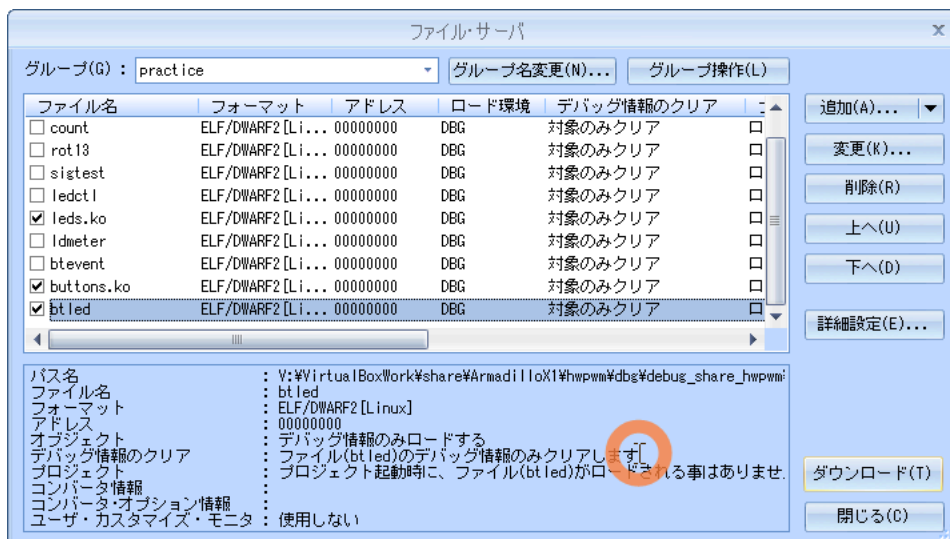 ファイル・サーバ
グループ(G) : practice グループ名変更(N)... グループ操作(L)
ファイル名 フォーマット アドレス ロード環境 デバッグ情報のクリア
count ELF/DWARF2[Li... 00000000 DBG 対象のみクリア ロ
rot13 ELF/DWARF2[Li... 00000000 DBG 対象のみクリア ロ
sigtest ELF/DWARF2[Li... 00000000 DBG 対象のみクリア ロ
ledctl ELF/DWARF2[Li... 00000000 DBG 対象のみクリア ロ
leds.ko ELF/DWARF2[Li... 00000000 DBG 対象のみクリア ロ
ldmeter ELF/DWARF2[Li... 00000000 DBG 対象のみクリア ロ
btevent ELF/DWARF2[Li... 00000000 DBG 対象のみクリア ロ
buttons.ko ELF/DWARF2[Li... 00000000 DBG 対象のみクリア ロ
btled ELF/DWARF2[Li... 00000000 DBG 対象のみクリア ロ
追加(A)...
変更(K)...
削除(R)
上へ(U)
下へ(D)
詳細設定(E)...
パス名 : V:¥VirtualBoxWork¥share¥ArmadilloX1¥hwpwm¥dbg¥debug_share_hwpwm
ファイル名 : btled
フォーマット : ELF/DWARF2[Linux]
アドレス : 00000000
オブジェクト : デバッグ情報のみロードする
デバッグ情報のクリア : ファイル(btled)のデバッグ情報のみクリアします
プロジェクト : プロジェクト起動時に、ファイル(btled)がロードされる事はありませ
コンバータ情報 :
コンバータ・オプション情報 :
ユーザ・カスタマイズ・モニタ : 使用しない
ダウンロード(T)
閉じる(C)